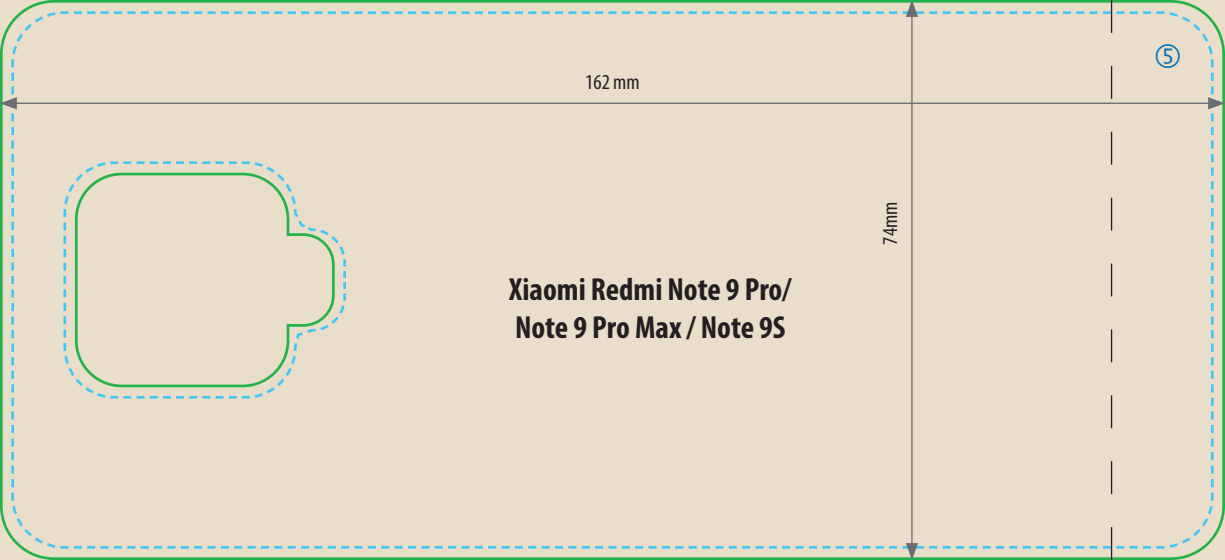 ⑤
162 mm
74mm
Xiaomi Redmi Note 9 Pro/
Note 9 Pro Max / Note 9S